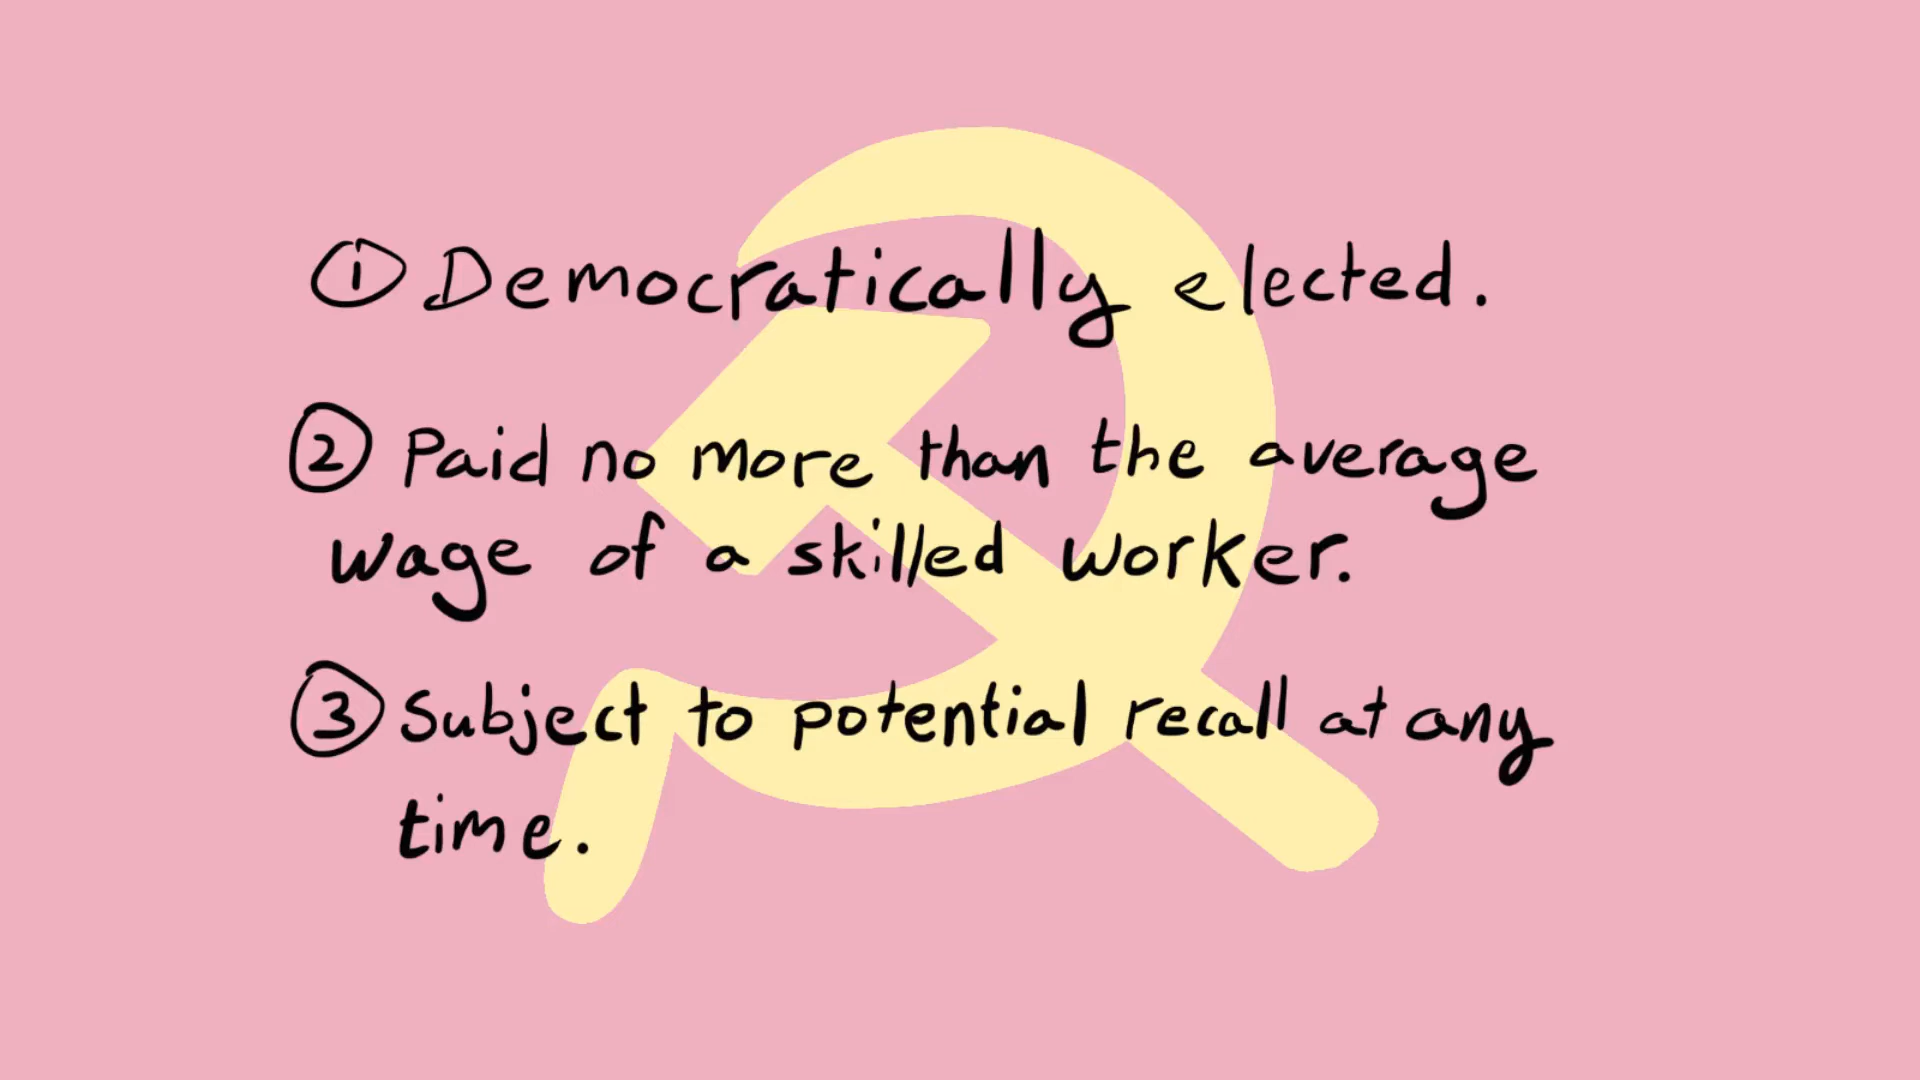 ① Democratically elected.
② Paid no more than the average
wage of a skilled worker.
③ Subject to potential recall at any
time.